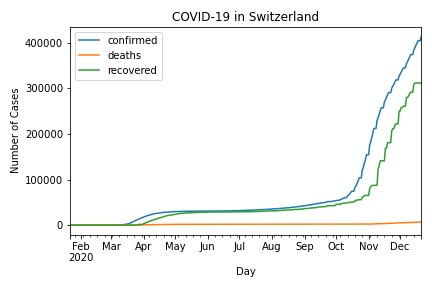 COVID-19 in Switzerland
confirmed
deaths
recovered
Number of Cases
400000
300000
200000
100000
0
Feb Mar Apr May Jun Jul Aug Sep Oct Nov Dec
2020
Day